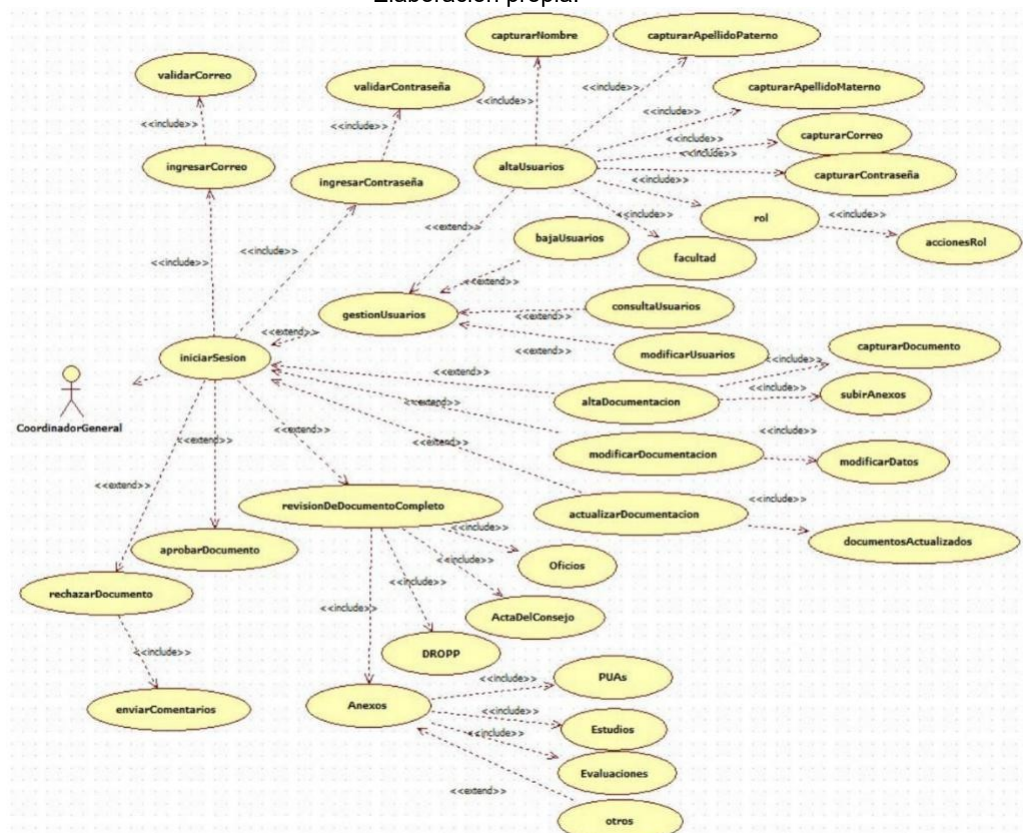 Elaboración propia.
capturarNombre
capturarApellidoPaterno
validarCorreo
validarContraseña
capturarApellidoMaterno
<<include>>
<<include>>
<<include>>
<<include>>
<<include>>
capturarCorreo
<<include>>
<<include>>
ingresarCorreo
ingresarContraseña
altaUsuarios
capturarContraseña
<<include>>
rol
<<include>>
<<include>>
accionesRol
<<extend>>
bajaUsuarios
facultad
<<include>>
<<include>>
<<extend>>
consultaUsuarios
gestionUsuarios
<<extend>>
<<extend>>
<<extend>>
modificarUsuarios
capturarDocumento
iniciarSesion
<<include>>
<<extend>>
<<include>>
subirAnexos
altaDocumentacion
<<extend>>
CoordinadorGeneral
<<extend>>
<<extend>>
<<extend>>
<<include>>
modificarDocumentacion
modificarDatos
<<extend>>
revisionDeDocumentoCompleto
<<include>>
actualizarDocumentacion
<<include>>
documentosActualizados
aprobarDocumento
<<include>>
Oficios
rechazarDocumento
<<include>>
<<include>>
ActaDelConsejo
<<include>>
DROPP
<<include>>
PUAs
enviarComentarios
Anexos
<<include>>
Estudios
<<include>>
Evaluaciones
<<extend>>
otros